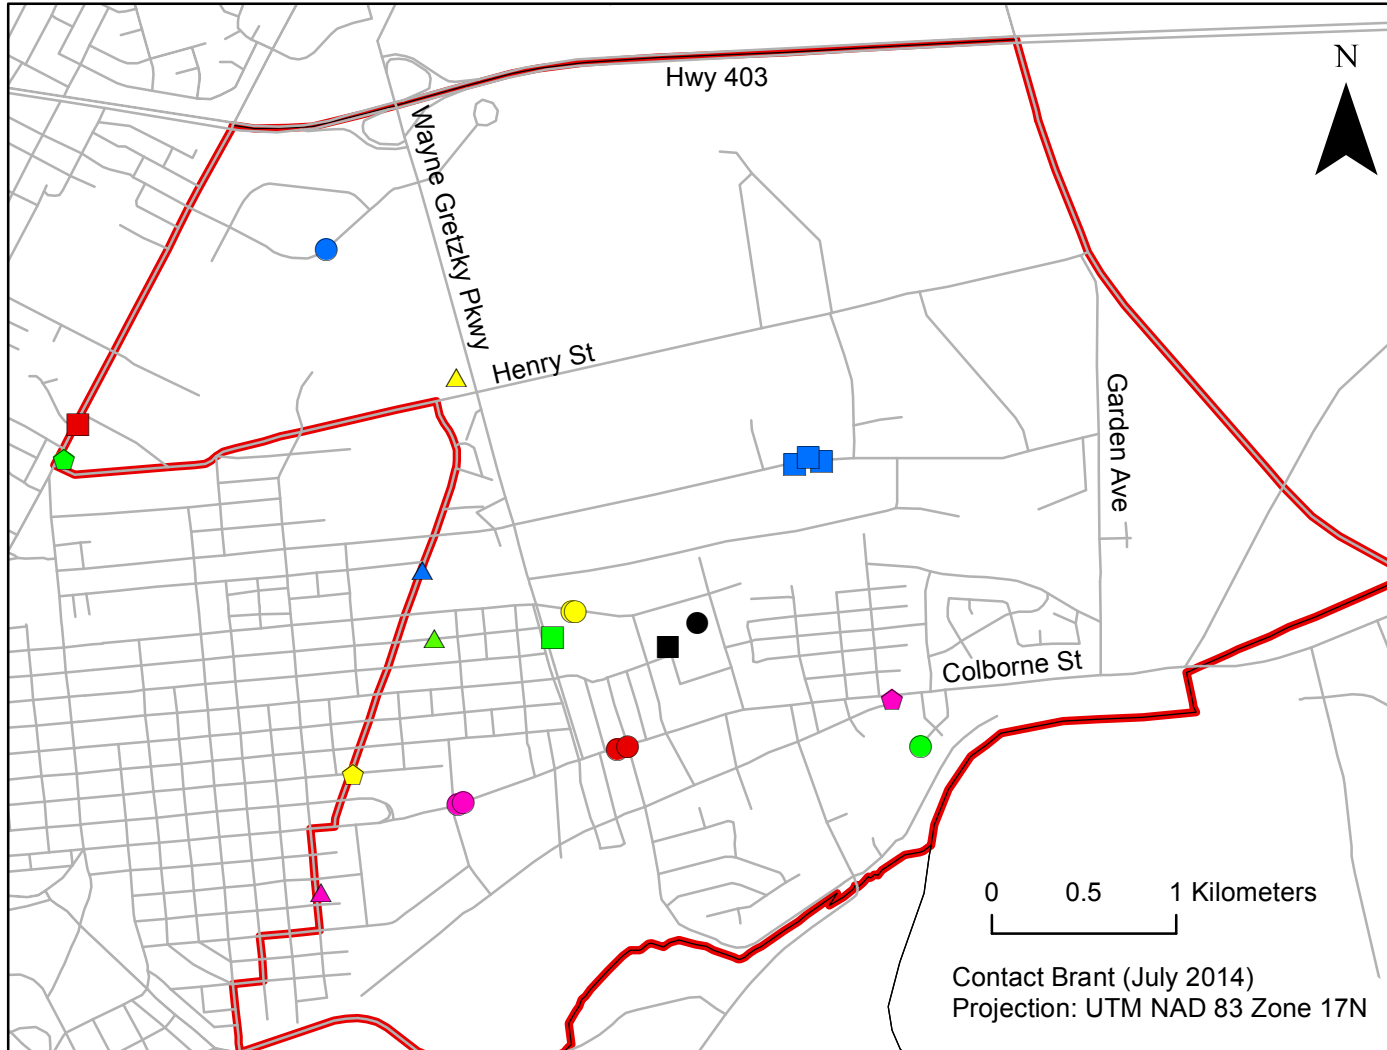 N
Hwy 403
Wayne Gretzky Pkwy
Henry St
Garden Ave
Colborne St
0 0.5 1 Kilometers
Contact Brant (July 2014)
Projection: UTM NAD 83 Zone 17N